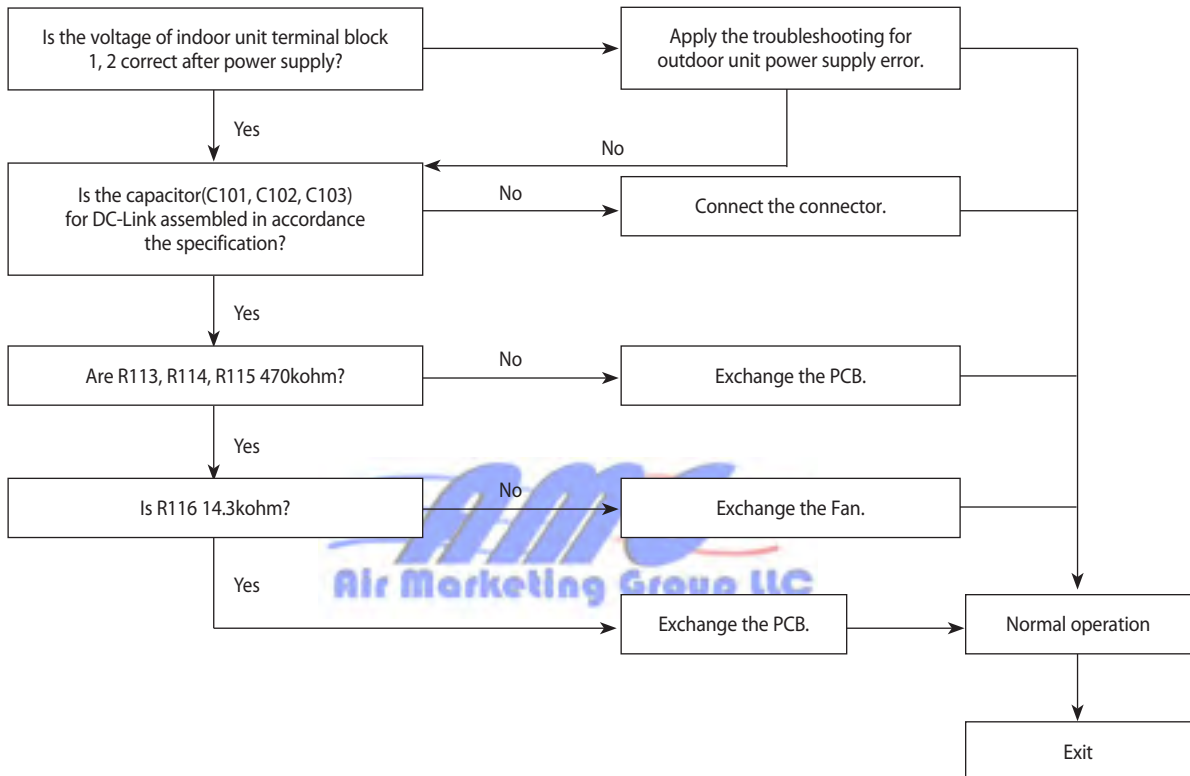 Is the voltage of indoor unit terminal block
1, 2 correct after power supply?
Apply the troubleshooting for
outdoor unit power supply error.
Yes
No
Is the capacitor(C101, C102, C103)
for DC-Link assembled in accordance
the specification?
No
Connect the connector.
Yes
Are R113, R114, R115 470kohm?
No
Exchange the PCB.
Yes
Is R116 14.3kohm?
No
Exchange the Fan.
AMG
Air Marketing Group LLC
Yes
Exchange the PCB.
Normal operation
Exit